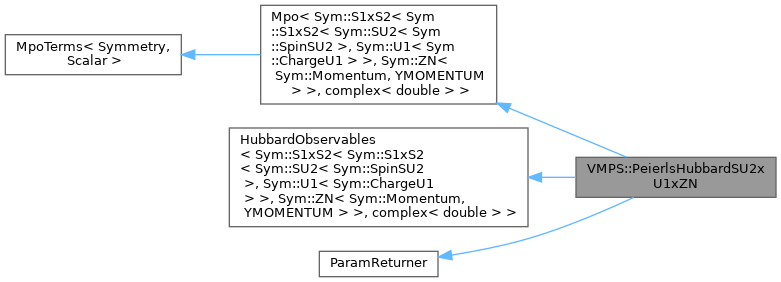 MpoTerms< Symmetry,
Scalar >
Mpo< Sym::S1xS2< Sym
::S1xS2< Sym::SU2< Sym
::SpinSU2 >, Sym::U1< Sym
::ChargeU1 > >, Sym::ZN<
Sym::Momentum, YMOMENTUM
> >, complex< double > >
HubbardObservables
< Sym::S1xS2< Sym::S1xS2
< Sym::SU2< Sym::SpinSU2
>, Sym::U1< Sym::ChargeU1
> >, Sym::ZN< Sym::Momentum,
YMOMENTUM > >, complex< double > >
ParamReturner
VMPS::PeierlsHubbardSU2x
U1xZN